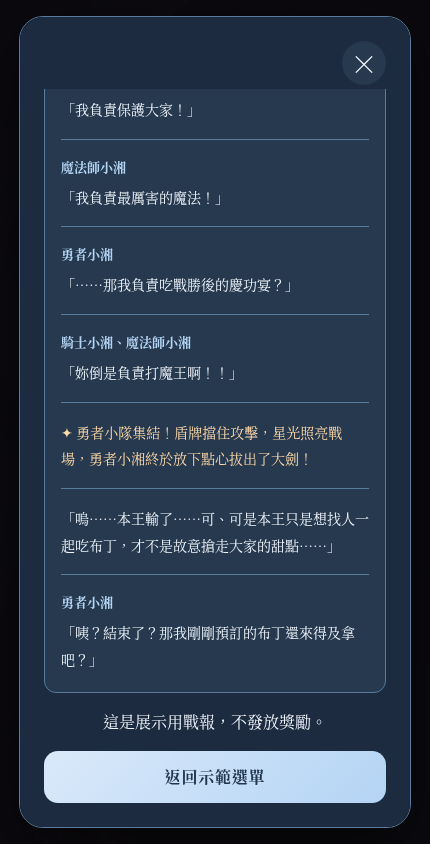 「我負責保護大家！」
魔法師小湘
「我負責最厲害的魔法！」
勇者小湘
「⋯⋯那我負責吃戰勝後的慶功宴？」
騎士小湘、魔法師小湘
「妳倒是負責打魔王啊！！」
✦ 勇者小隊集結！盾牌擋住攻擊，星光照亮戰
場，勇者小湘終於放下點心拔出了大劍！
「嗚⋯⋯本王輸了⋯⋯可、可是本王只是想找人一
起吃布丁，才不是故意搶走大家的甜點⋯⋯」
勇者小湘
「咦？結束了？那我剛剛預訂的布丁還來得及拿
吧？」
這是展示用戰報，不發放獎勵。
返回示範選單